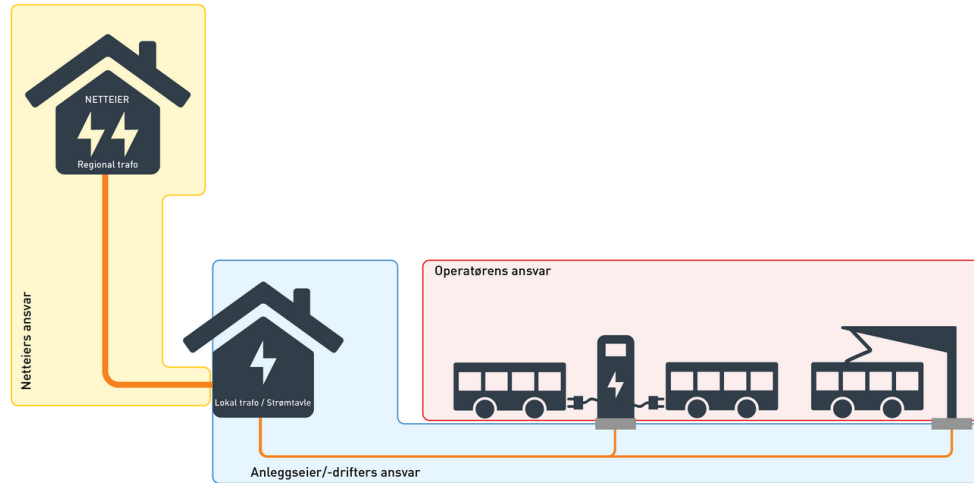 NETTEIER
Regional trafo
Netteiers ansvar
Operatørens ansvar
Lokal trafo / Strømtavle
Anleggseier/-drifters ansvar